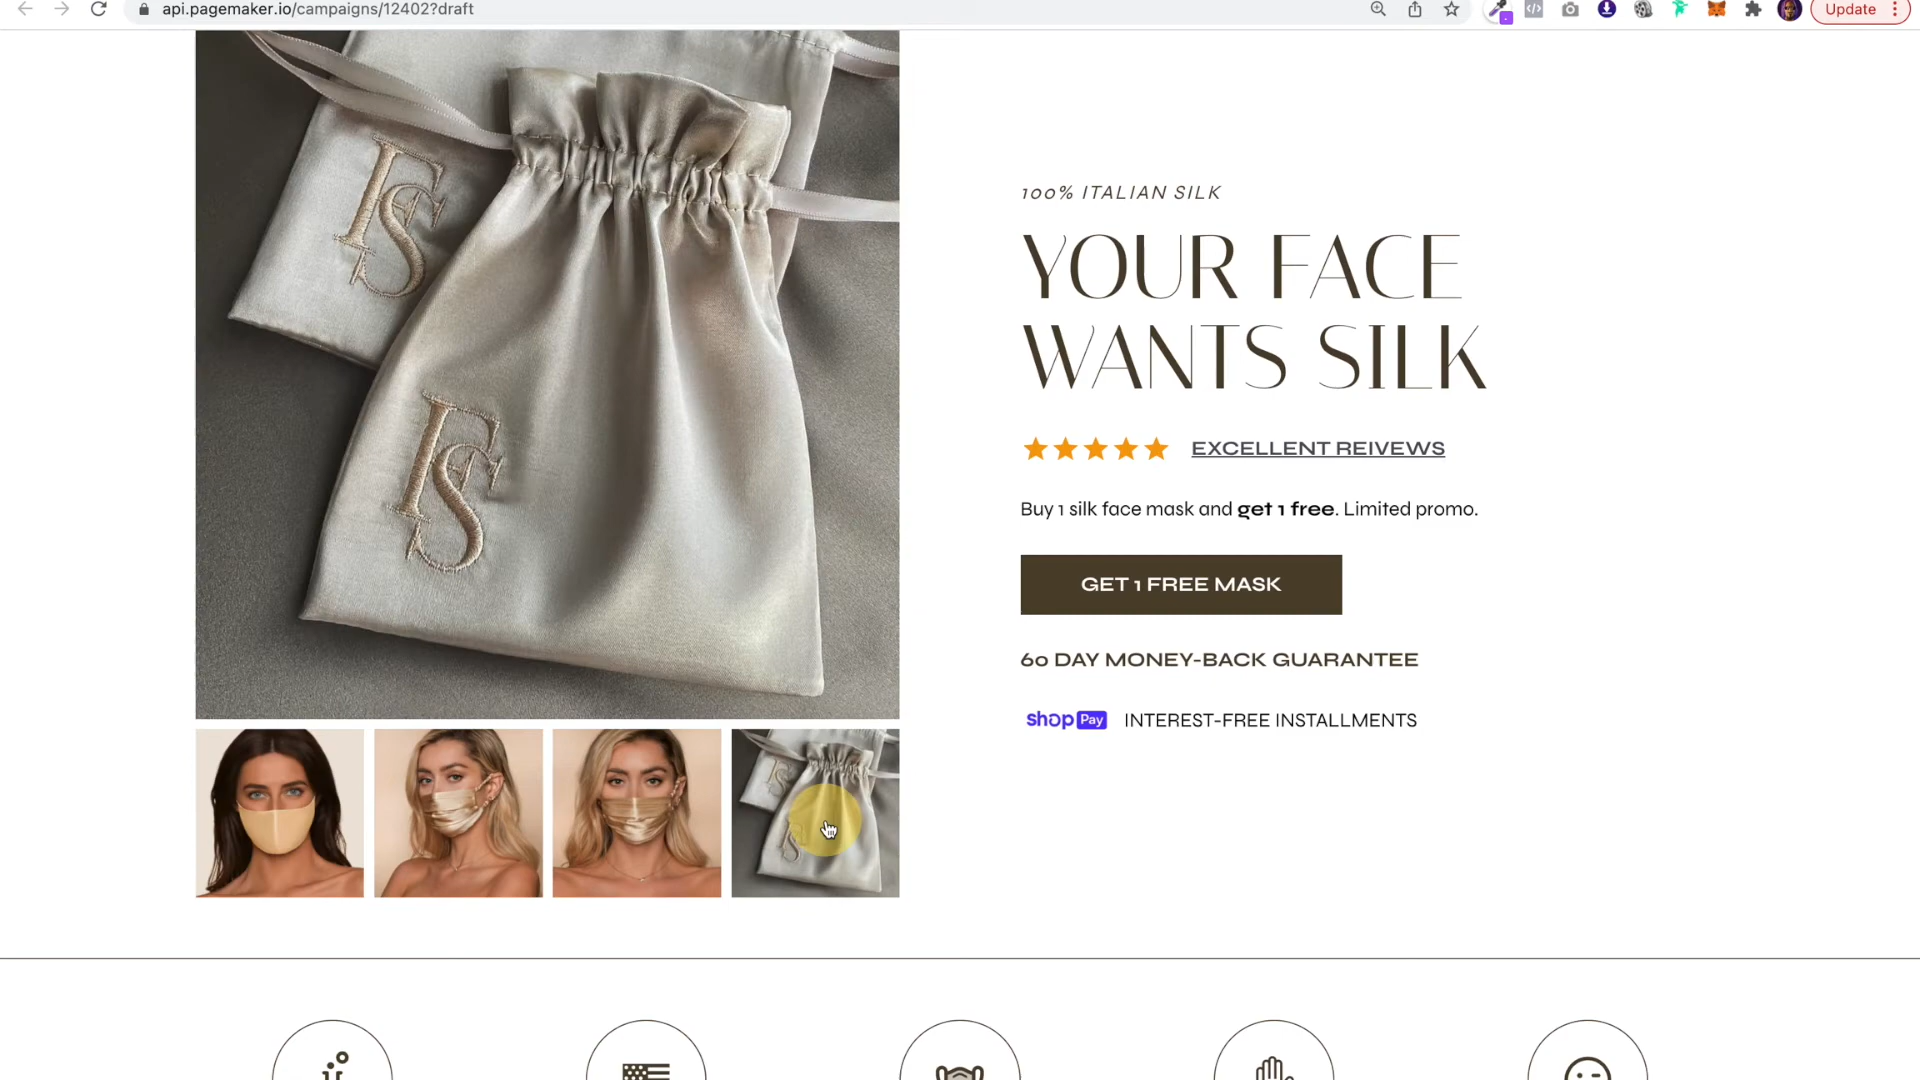 api.pagemaker.io/campaigns/12402?draft
Update
FS
FS
100% ITALIAN SILK
YOUR FACE
WANTS SILK
EXCELLENT REIVEWS
Buy 1 silk face mask and get 1 free. Limited promo.
GET 1 FREE MASK
60 DAY MONEY-BACK GUARANTEE
shop Pay INTEREST-FREE INSTALLMENTS